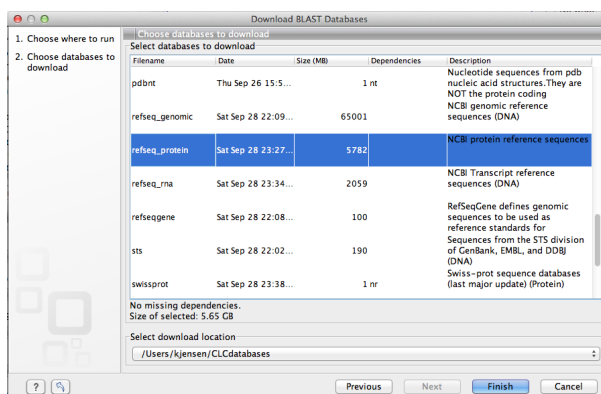 Download BLAST Databases
1. Choose where to run
2. Choose databases to
download
Choose databases to download
Select databases to download
Filename Date Size (MB) Dependencies Description
pdbnt Thu Sep 26 15:5... 1 nt Nucleotide sequences from pdb
nucleic acid structures.They are
NOT the protein coding
refseq_genomic Sat Sep 28 22:09... 65001 NCBI genomic reference
sequences (DNA)
refseq_protein Sat Sep 28 23:27... 5782 NCBI protein reference sequences
refseq_rna Sat Sep 28 23:34... 2059 NCBI Transcript reference
sequences (DNA)
refseqgene Sat Sep 28 22:08... 100 RefSeqGene defines genomic
sequences to be used as
reference standards for
sts Sat Sep 28 22:02... 190 Sequences from the STS division
of GenBank, EMBL, and DDBJ
(DNA)
swissprot Sat Sep 28 23:38... 1 nr Swiss-prot sequence databases
(last major update) (Protein)
No missing dependencies.
Size of selected: 5.65 GB
Select download location
/Users/kjensen/CLCdatabases
? Previous Next Finish Cancel